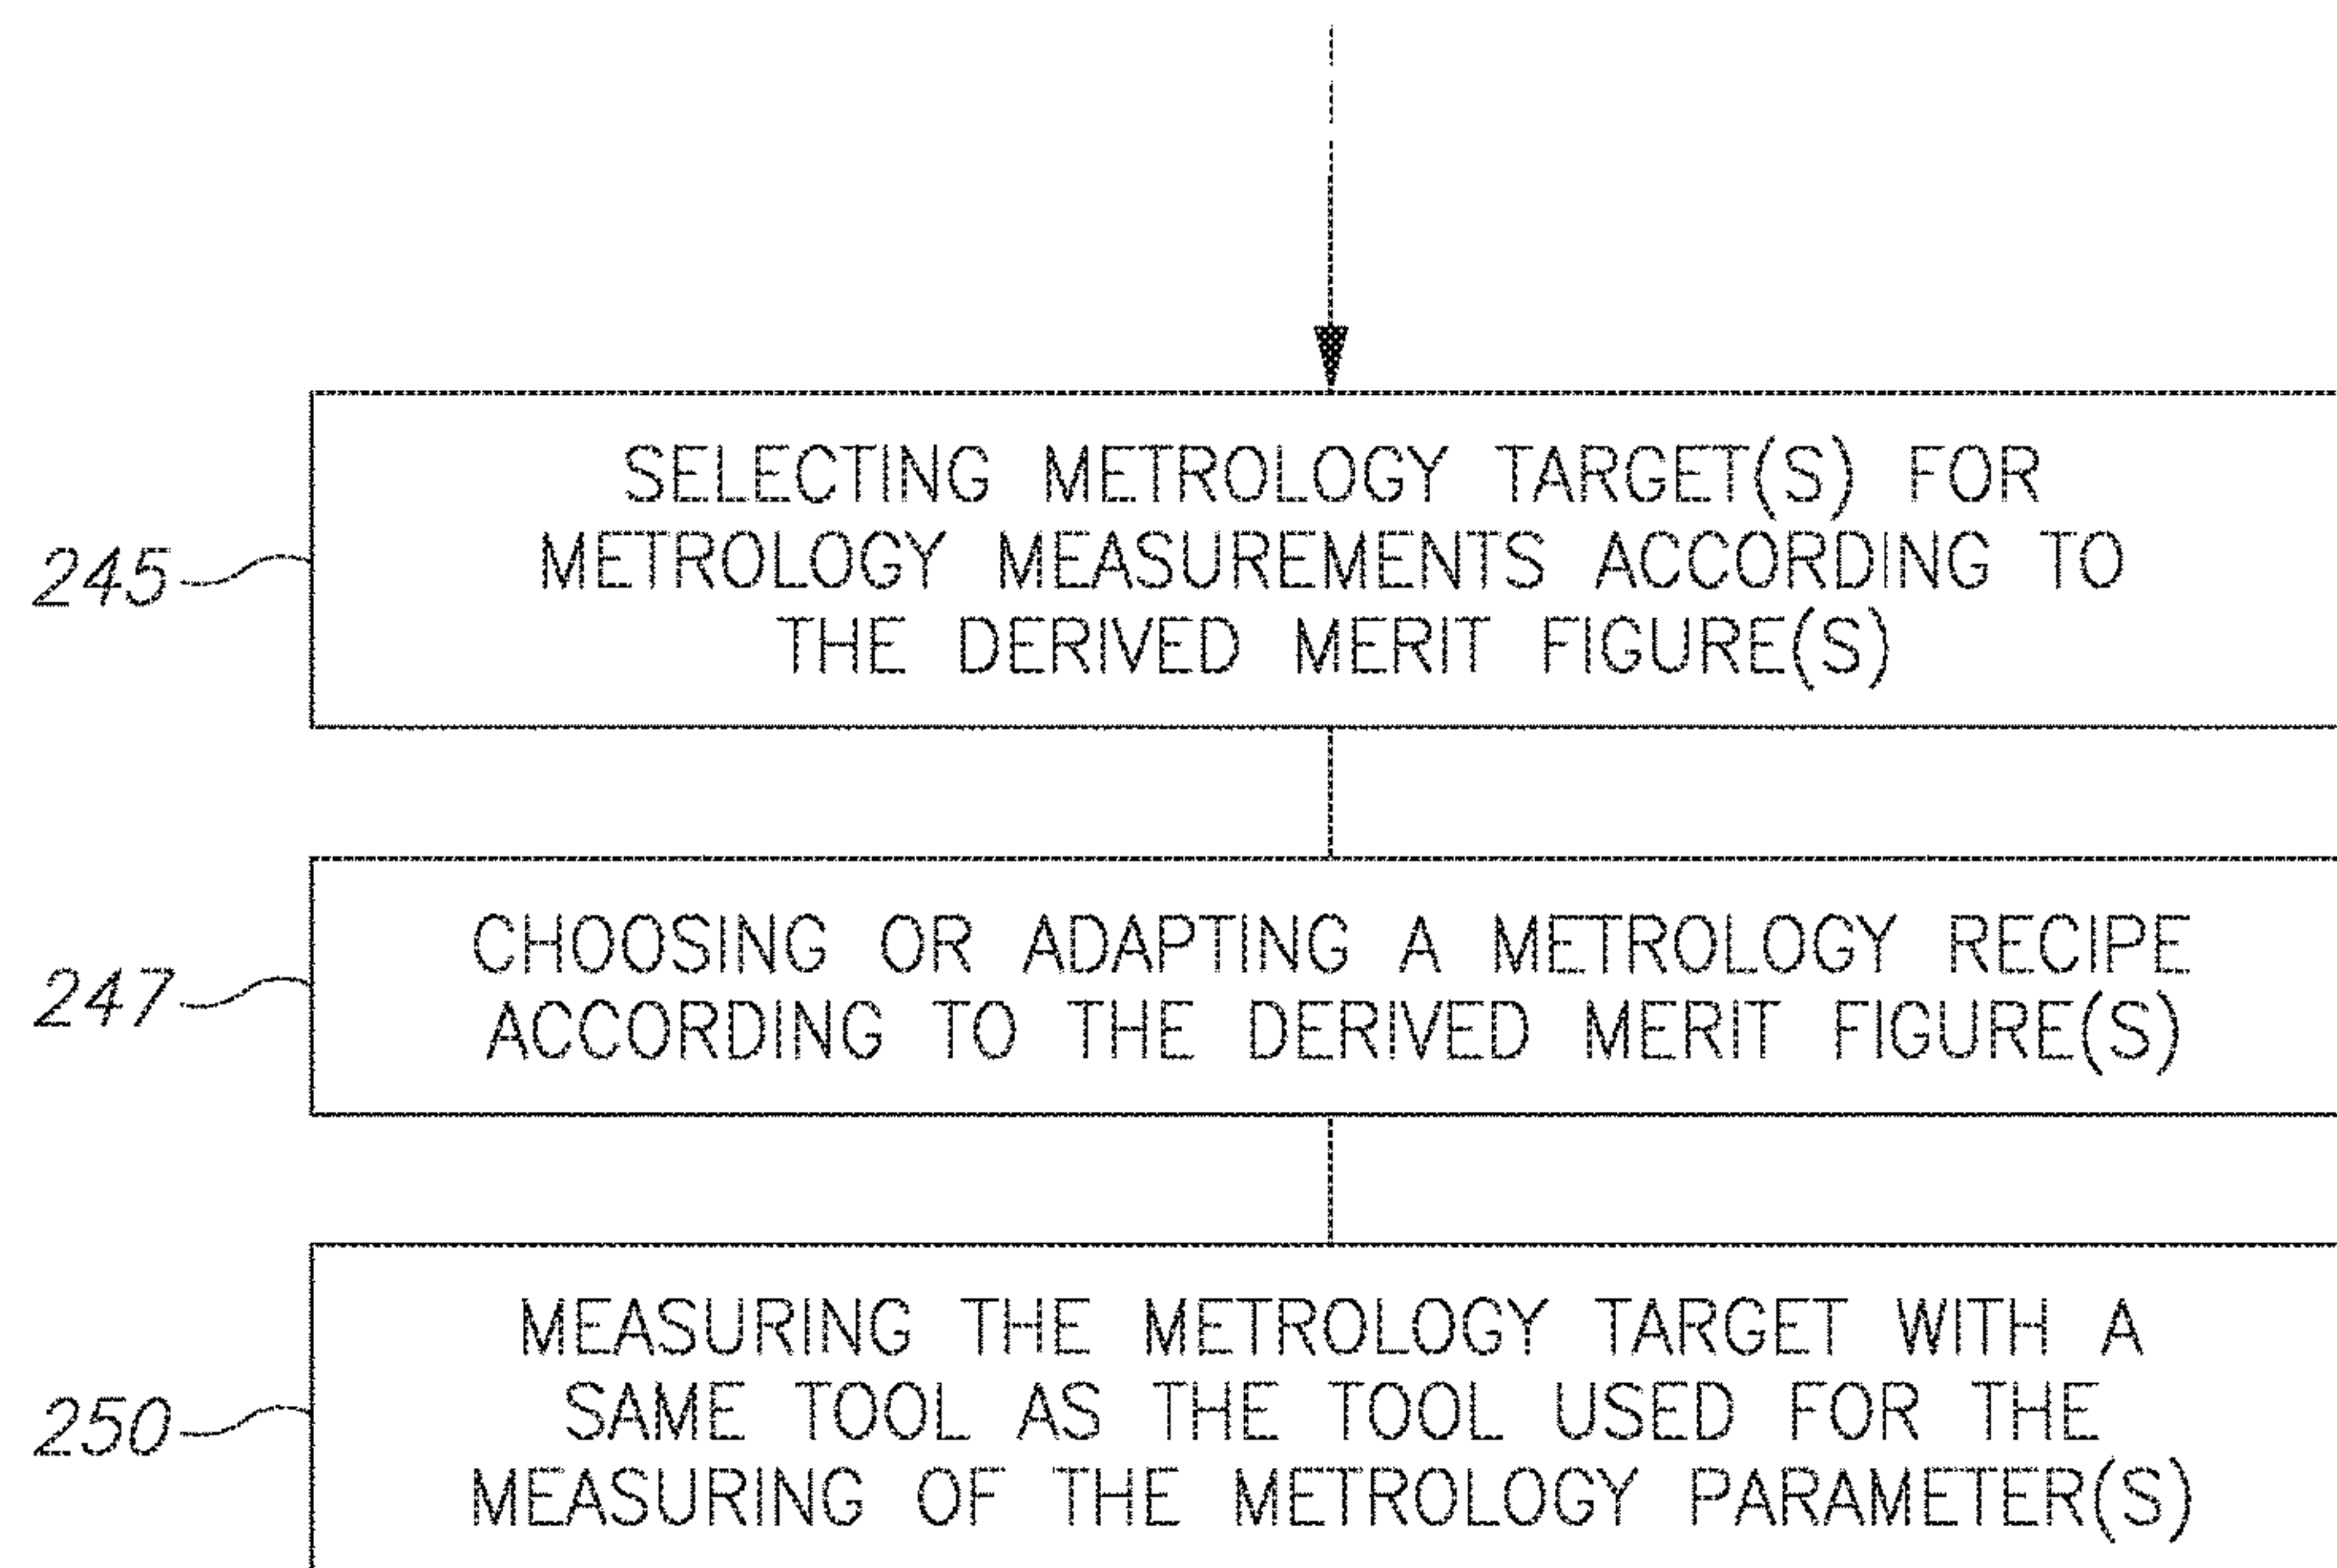 SELECTING METROLOGY TARGET(S) FOR
METROLOGY MEASUREMENTS ACCORDING TO
THE DERIVED MERIT FIGURE(S)
245
CHOOSING OR ADAPTING A METROLOGY RECIPE
ACCORDING TO THE DERIVED MERIT FIGURE(S)
247
MEASURING THE METROLOGY TARGET WITH A
SAME TOOL AS THE TOOL USED FOR THE
MEASURING OF THE METROLOGY PARAMETER(S)
250